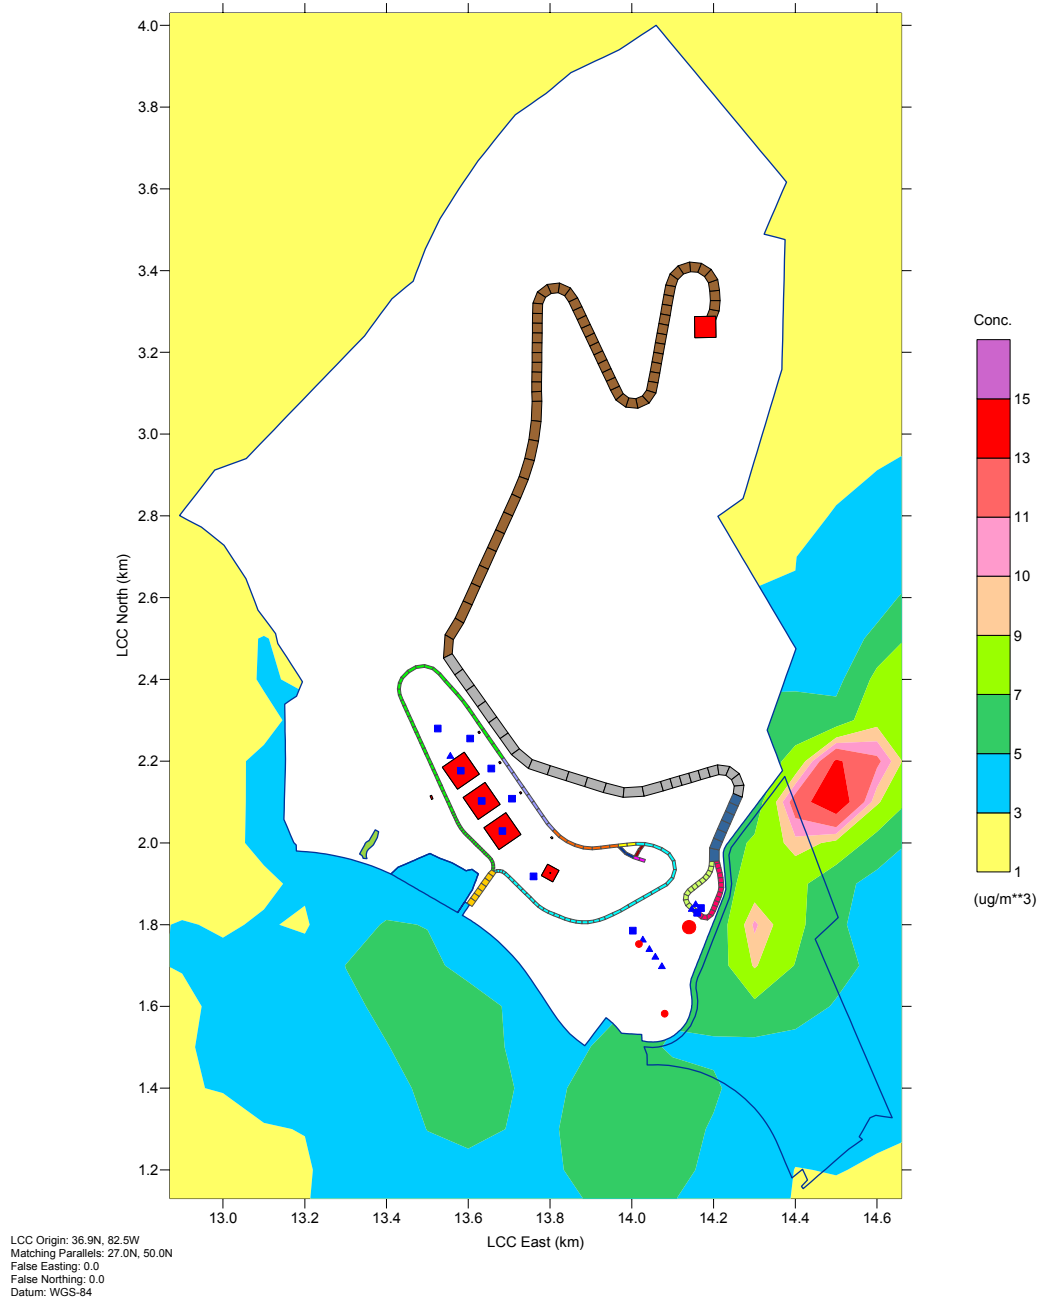 4.0
3.8
3.6
3.4
3.2
3.0
2.8
2.6
2.4
2.2
2.0
1.8
1.6
1.4
1.2
LCC North (km)
13.0 13.2 13.4 13.6 13.8 14.0 14.2 14.4 14.6
LCC East (km)
Conc.
15
13
11
10
9
7
5
3
1
(ug/m**3)
LCC Origin: 36.9N, 82.5W
Matching Parallels: 27.0N, 50.0N
False Easting: 0.0
False Northing: 0.0
Datum: WGS-84